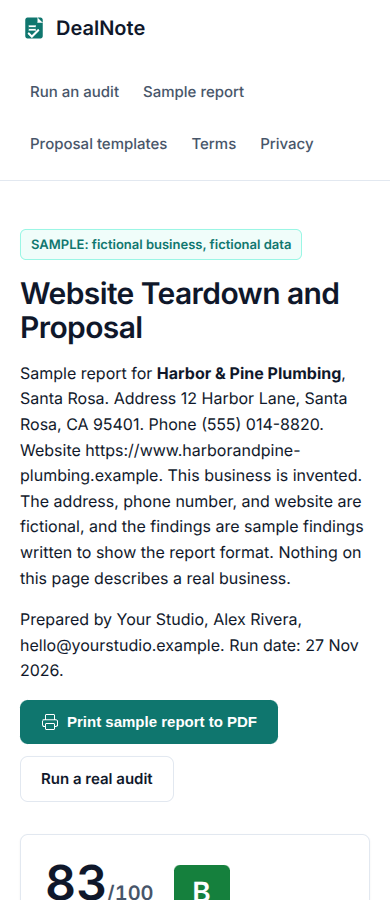 DealNote
Run an audit Sample report
Proposal templates Terms Privacy
SAMPLE: fictional business, fictional data
Website Teardown and
Proposal
Sample report for Harbor & Pine Plumbing,
Santa Rosa. Address 12 Harbor Lane, Santa
Rosa, CA 95401. Phone (555) 014-8820.
Website https://www.harborandpine-
plumbing.example. This business is invented.
The address, phone number, and website are
fictional, and the findings are sample findings
written to show the report format. Nothing on
this page describes a real business.
Prepared by Your Studio, Alex Rivera,
hello@yourstudio.example. Run date: 27 Nov
2026.
Print sample report to PDF
Run a real audit
83/100 B